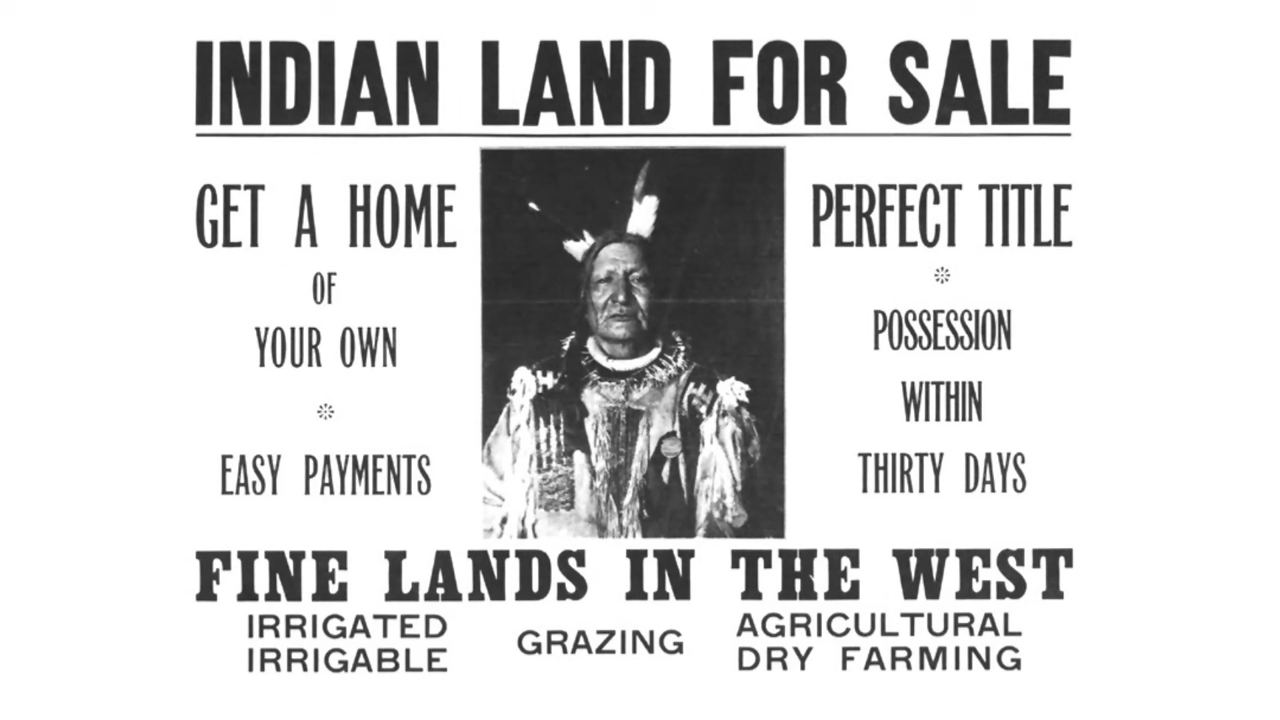 INDIAN LAND FOR SALE
GET A HOME
OF
YOUR OWN
EASY PAYMENTS
PERFECT TITLE
POSSESSION
WITHIN
THIRTY DAYS
FINE LANDS IN THE WEST
IRRIGATED
IRRIGABLE
GRAZING
AGRICULTURAL
DRY FARMING